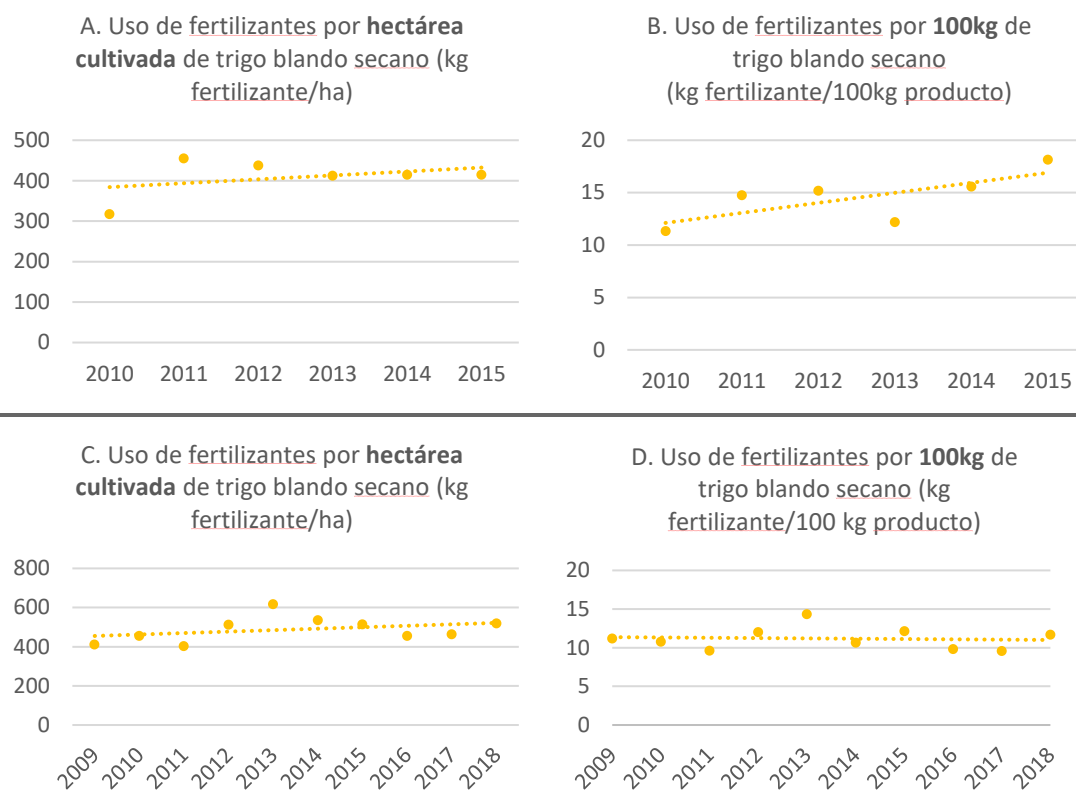 A. Uso de fertilizantes por hectárea
cultivada de trigo blando secano (kg
fertilizante/ha)
500
400
300
200
100
0
2010 2011 2012 2013 2014 2015
B. Uso de fertilizantes por 100kg de
trigo blando secano
(kg fertilizante/100kg producto)
20
15
10
5
0
2010 2011 2012 2013 2014 2015
C. Uso de fertilizantes por hectárea
cultivada de trigo blando secano (kg
fertilizante/ha)
800
600
400
200
0
2009 2010 2011 2012 2013 2014 2015 2016 2017 2018
D. Uso de fertilizantes por 100kg de
trigo blando secano (kg
fertilizante/100 kg producto)
20
15
10
5
0
2009 2010 2011 2012 2013 2014 2015 2016 2017 2018